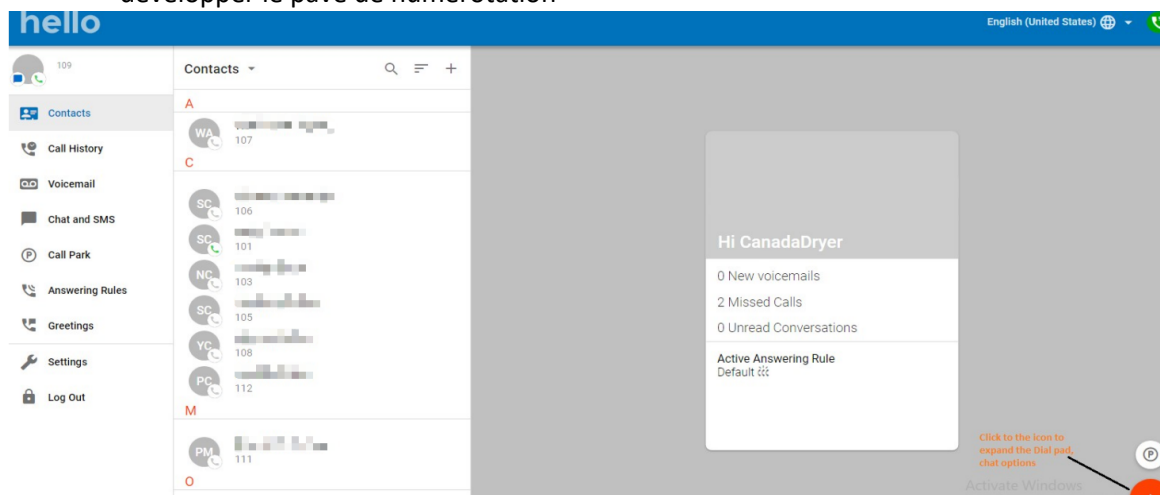 développer le pavé de numérotation
hello
English (United States)
109
Contacts
Call History
Voicemail
Chat and SMS
Call Park
Answering Rules
Greetings
Settings
Log Out
Contacts
A
WA
107
C
SC
106
SC
101
NC
103
SC
105
YC
108
PC
112
M
PM
111
O
Hi CanadaDryer
0 New voicemails
2 Missed Calls
0 Unread Conversations
Active Answering Rule
Default
Click to the icon to
expand the Dial pad,
chat options
P
Activate Windows